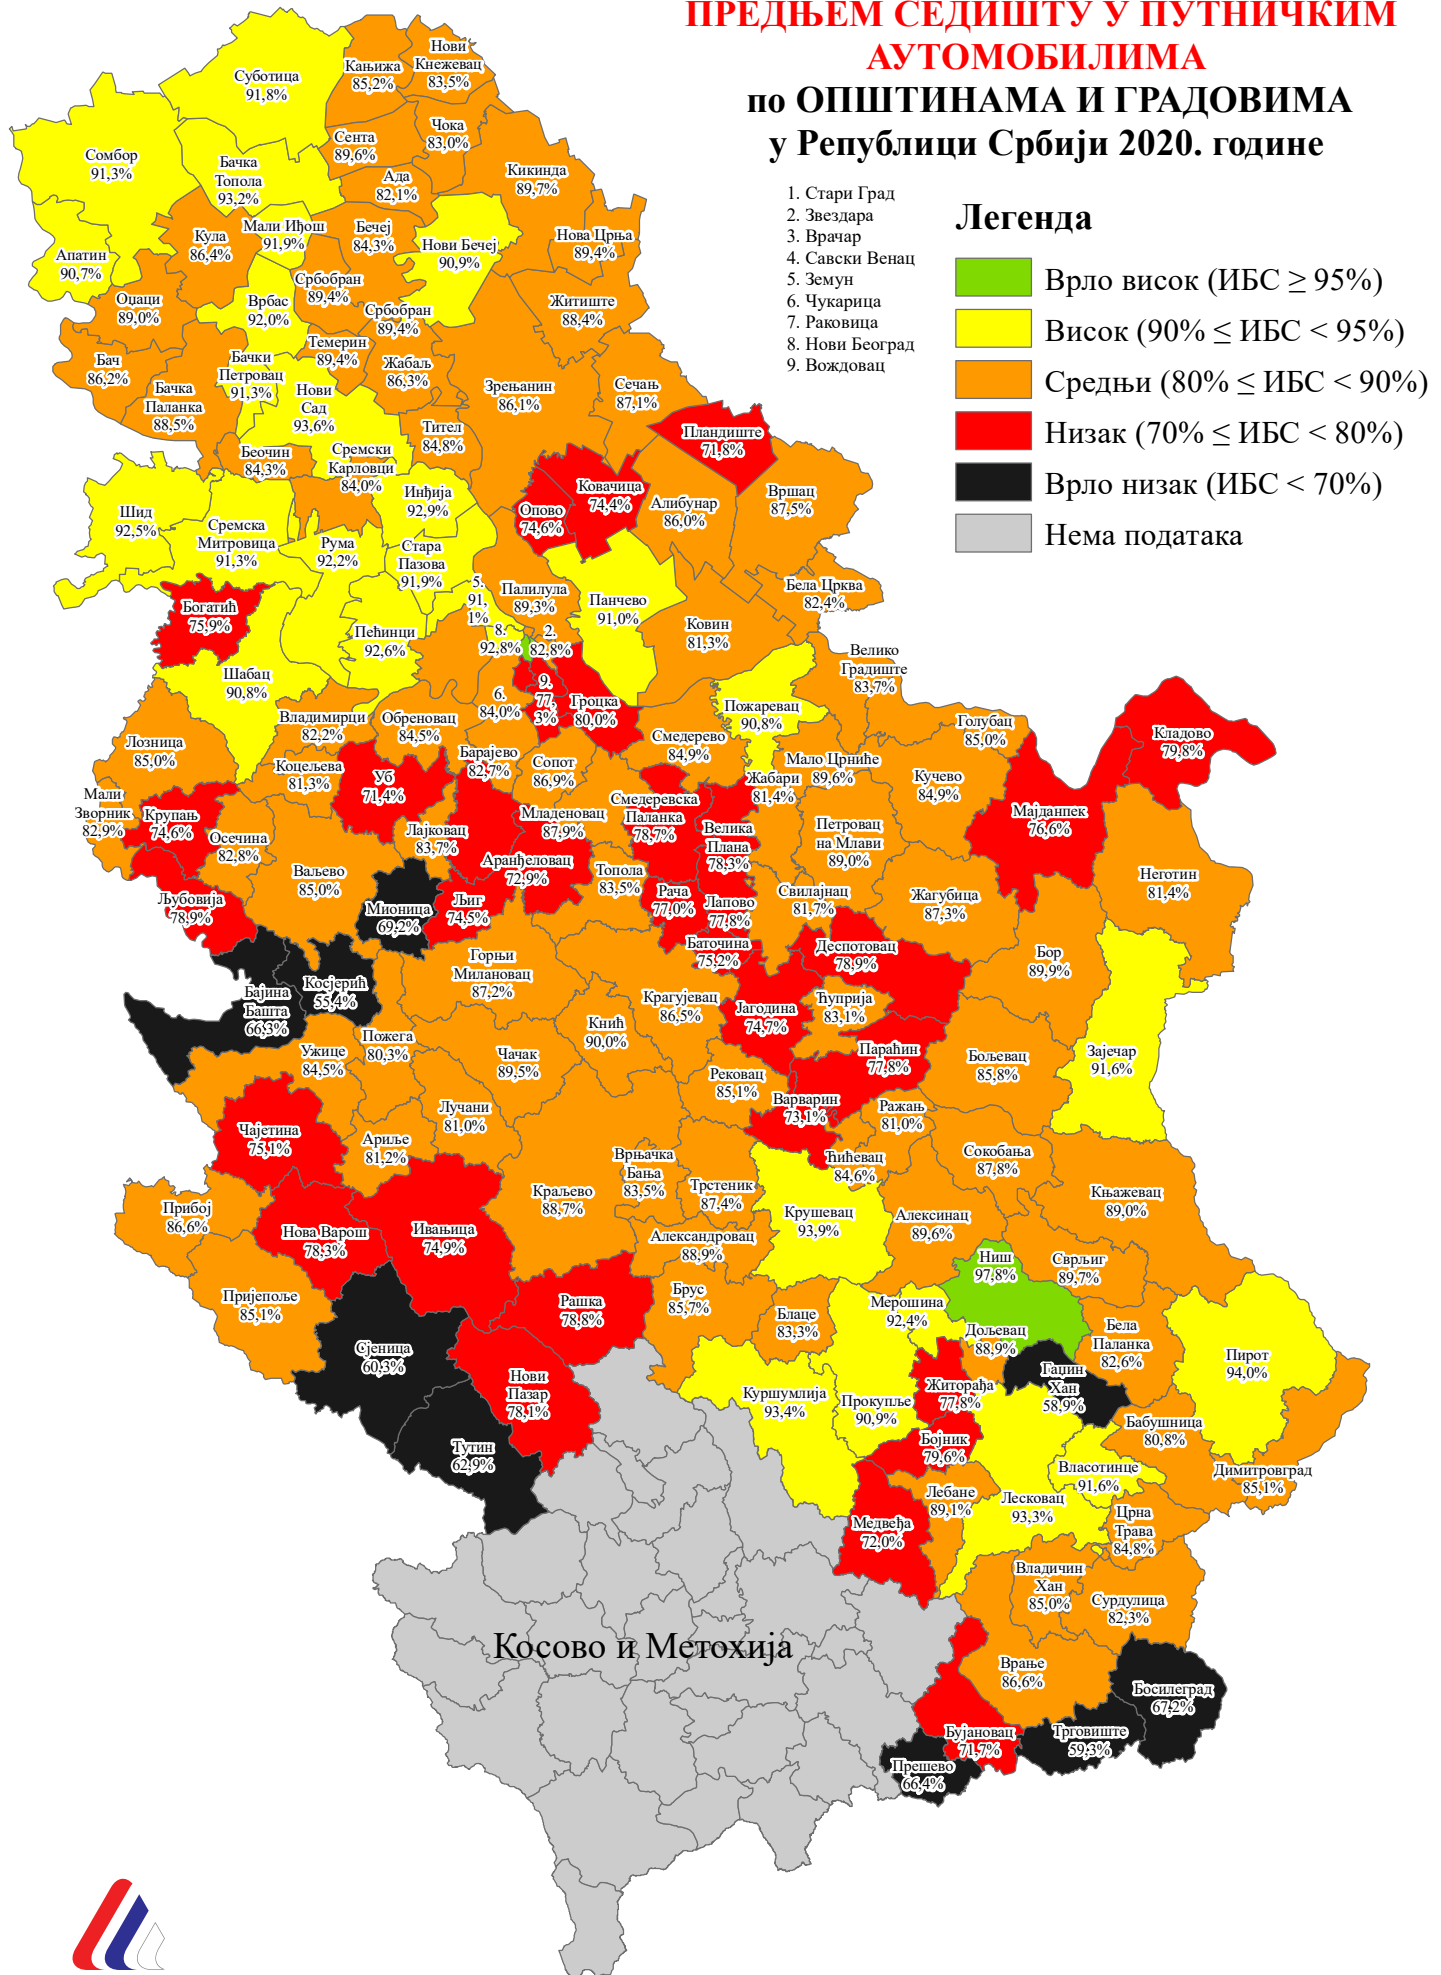 ПРЕДЊЕМ СЕДИШТУ У ПУТНИЧКИМ
АУТОМОБИЛИМА
по ОПШТИНАМА И ГРАДОВИМА
у Републици Србији 2020. године
1. Стари Град
2. Звездара
3. Врачар
4. Савски Венац
5. Земун
6. Чукарица
7. Раковица
8. Нови Београд
9. Вождовац
Легенда
Врло висок (ИБС ≥ 95%)
Висок (90% ≤ ИБС < 95%)
Средњи (80% ≤ ИБС < 90%)
Низак (70% ≤ ИБС < 80%)
Врло низак (ИБС < 70%)
Нема података
Суботица
91,8%
Кањижа
85,2%
Нови
Кнежевац
83,5%
Сомбор
91,3%
Бачка
Топола
93,2%
Сента
89,6%
Чока
83,0%
Ада
82,1%
Кикинда
89,7%
Апатин
90,7%
Кула
86,4%
Мали Иђош
91,9%
Бечеј
84,3%
Нови Бечеј
90,9%
Нова Црња
89,4%
Оџаци
89,0%
Врбас
92,0%
Србобран
89,4%
Србобран
89,4%
Житиште
88,4%
Бач
86,2%
Бачка
Паланка
88,5%
Бачки
Петровац
91,3%
Темерин
89,4%
Жабаљ
86,3%
Зрењанин
86,1%
Сечањ
87,1%
Нови
Сад
93,6%
Тител
84,8%
Пландиште
71,8%
Беочин
84,3%
Сремски
Карловци
84,0%
Инђија
92,9%
Опово
74,6%
Ковачица
74,4%
Алибунар
86,0%
Вршац
87,5%
Шид
92,5%
Сремска
Митровица
91,3%
Рума
92,2%
Стара
Пазова
91,9%
5.
91,
1%
Палилула
89,3%
Панчево
91,0%
Бела Црква
82,4%
Богатић
75,9%
Пећинци
92,6%
8.
92,8%
2.
82,8%
Ковин
81,3%
Шабац
90,8%
6.
84,0%
9.
77,
3%
Гроцка
80,0%
Пожаревац
90,8%
Велико
Градиште
83,7%
Голубац
85,0%
Кладово
79,8%
Лозница
85,0%
Владимирци
82,2%
Обреновац
84,5%
Барајево
82,7%
Сопот
86,9%
Смедерево
84,9%
Мало Црниће
89,6%
Жабари
81,4%
Кучево
84,9%
Мајданпек
76,6%
Коцељева
81,3%
Уб
71,4%
Мали
Зворник
82,9%
Крупањ
74,6%
Осечина
82,8%
Лајковац
83,7%
Младеновац
87,9%
Смедеревска
Паланка
78,7%
Велика
Плана
78,3%
Петровац
на Млави
89,0%
Ваљево
85,0%
Аранђеловац
72,9%
Топола
83,5%
Рача
77,0%
Лапово
77,8%
Свилајнац
81,7%
Жагубица
87,3%
Неготин
81,4%
Љубовија
78,9%
Мионица
69,2%
Љиг
74,5%
Баточина
75,2%
Деспотовац
78,9%
Бор
89,9%
Бајина
Башта
66,3%
Косјерић
55,4%
Горњи
Милановац
87,2%
Крагујевац
86,5%
Јагодина
74,7%
Ћуприја
83,1%
Ужице
84,5%
Пожега
80,3%
Чачак
89,5%
Кнић
90,0%
Параћин
77,8%
Бољевац
85,8%
Зајечар
91,6%
Рековац
85,1%
Варварин
73,1%
Ражањ
81,0%
Чајетина
75,1%
Ариље
81,2%
Лучани
81,0%
Врњачка
Бања
83,5%
Трстеник
87,4%
Ћићевац
84,6%
Сокобања
87,8%
Књажевац
89,0%
Прибој
86,6%
Нова Варош
78,3%
Ивањица
74,9%
Краљево
88,7%
Александровац
88,9%
Крушевац
93,9%
Алексинац
89,6%
Ниш
97,8%
Сврљиг
89,7%
Пријепоље
85,1%
Рашка
78,8%
Брус
85,7%
Блаце
83,3%
Мерошина
92,4%
Дољевац
88,9%
Бела
Паланка
82,6%
Пирот
94,0%
Сјеница
60,3%
Нови
Пазар
78,1%
Куршумлија
93,4%
Прокупље
90,9%
Житорађа
77,8%
Гаџин
Хан
58,9%
Бабушница
80,8%
Тутин
62,9%
Бојник
79,6%
Власотинце
91,6%
Димитровград
85,1%
Лебане
89,1%
Лесковац
93,3%
Црна
Трава
84,8%
Медвеђа
72,0%
Владичин
Хан
85,0%
Сурдулица
82,3%
Косово и Метохија
Врање
86,6%
Босилеград
67,2%
Бујановац
71,7%
Трговиште
59,3%
Прешево
66,4%